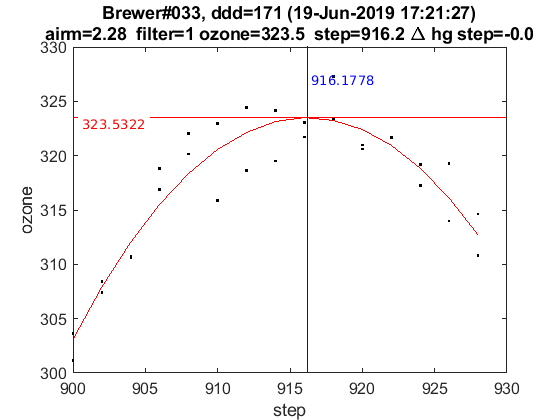 Brewer#033, ddd=171 (19-Jun-2019 17:21:27)
airm=2.28 filter=1 ozone=323.5 step=916.2 Δ hg step=-0.0
330
325
320
315
310
305
300
ozone
323.5322
916.1778
900 905 910 915 920 925 930
step